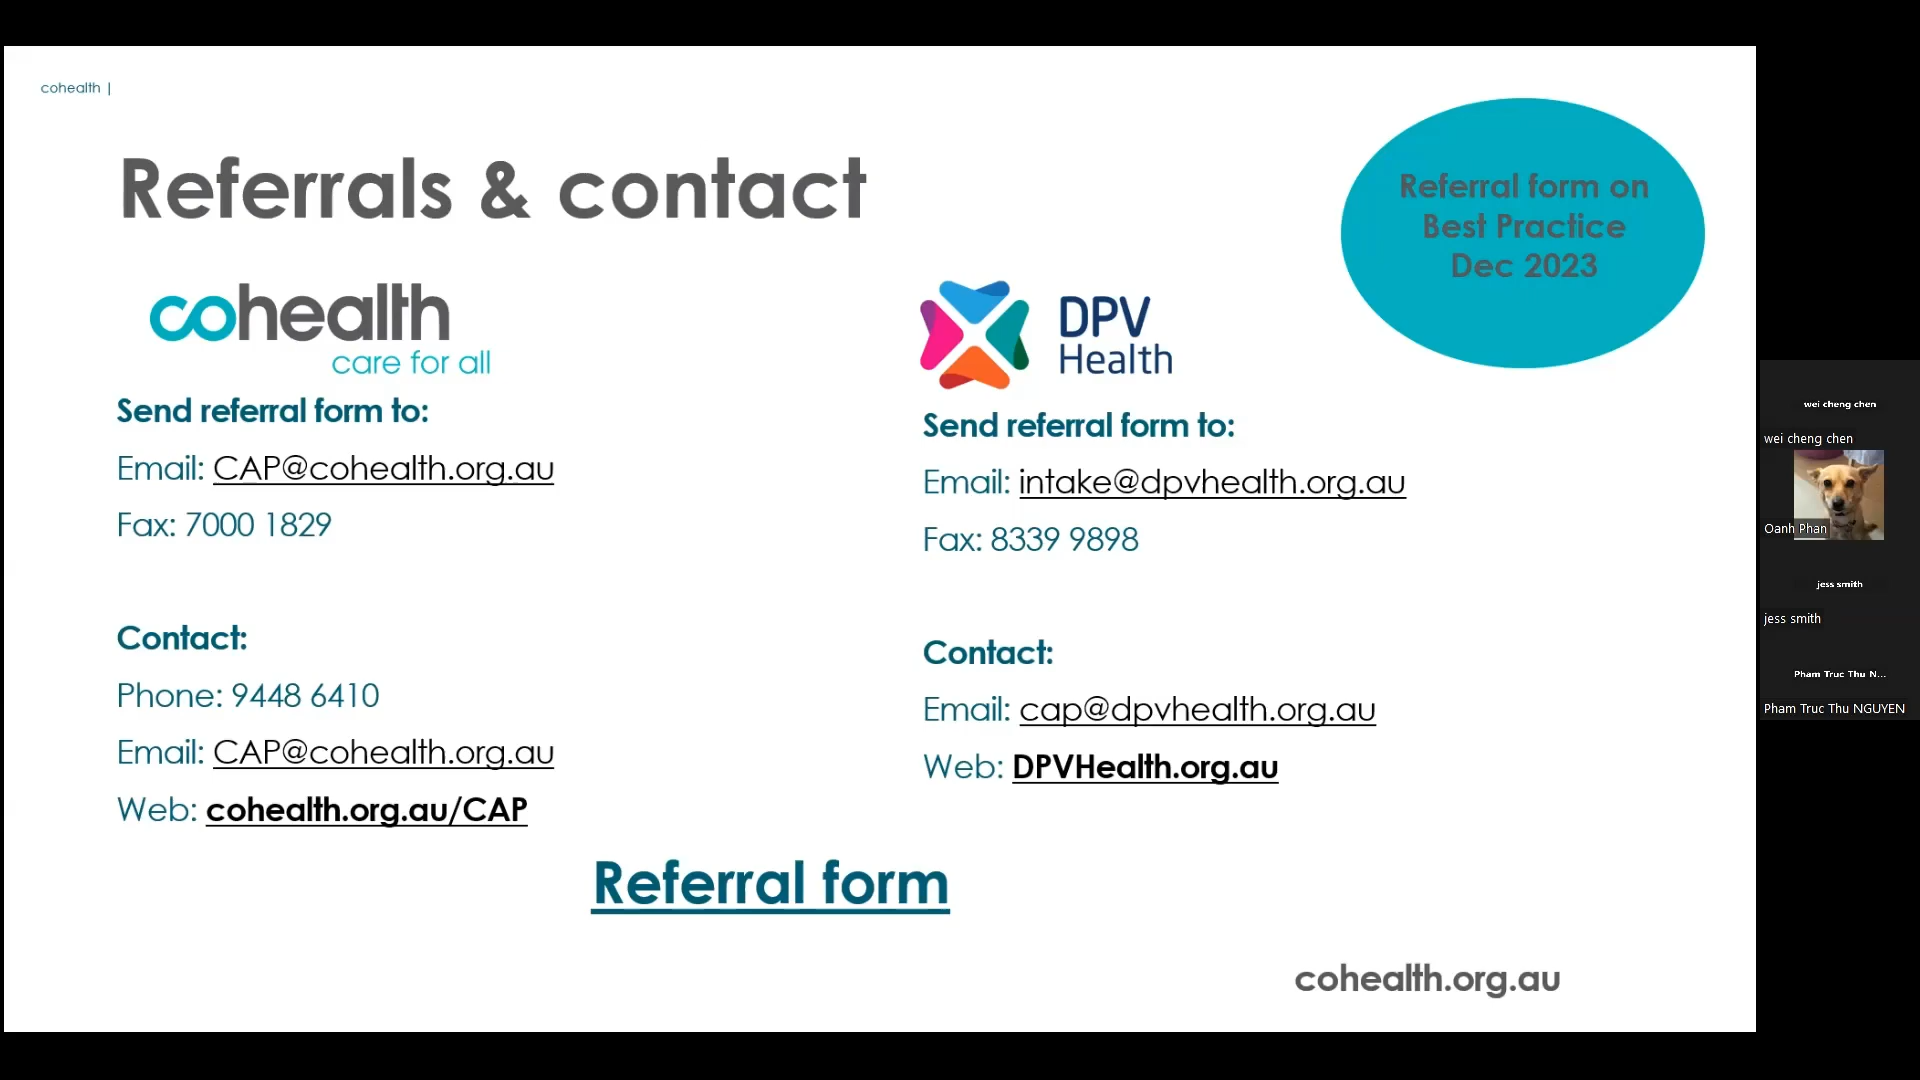 cohealth |
Referrals & contact
Referral form on
Best Practice
Dec 2023
cohealth
care for all
Send referral form to:
Email: CAP@cohealth.org.au
Fax: 7000 1829
Contact:
Phone: 9448 6410
Email: CAP@cohealth.org.au
Web: cohealth.org.au/CAP
DPV
Health
Send referral form to:
Email: intake@dpvhealth.org.au
Fax: 8339 9898
Contact:
Email: cap@dpvhealth.org.au
Web: DPVHealth.org.au
Referral form
cohealth.org.au
wei cheng chen
wei cheng chen
Oanh Phan
jess smith
jess smith
Pham Truc Thu N...
Pham Truc Thu NGUYEN